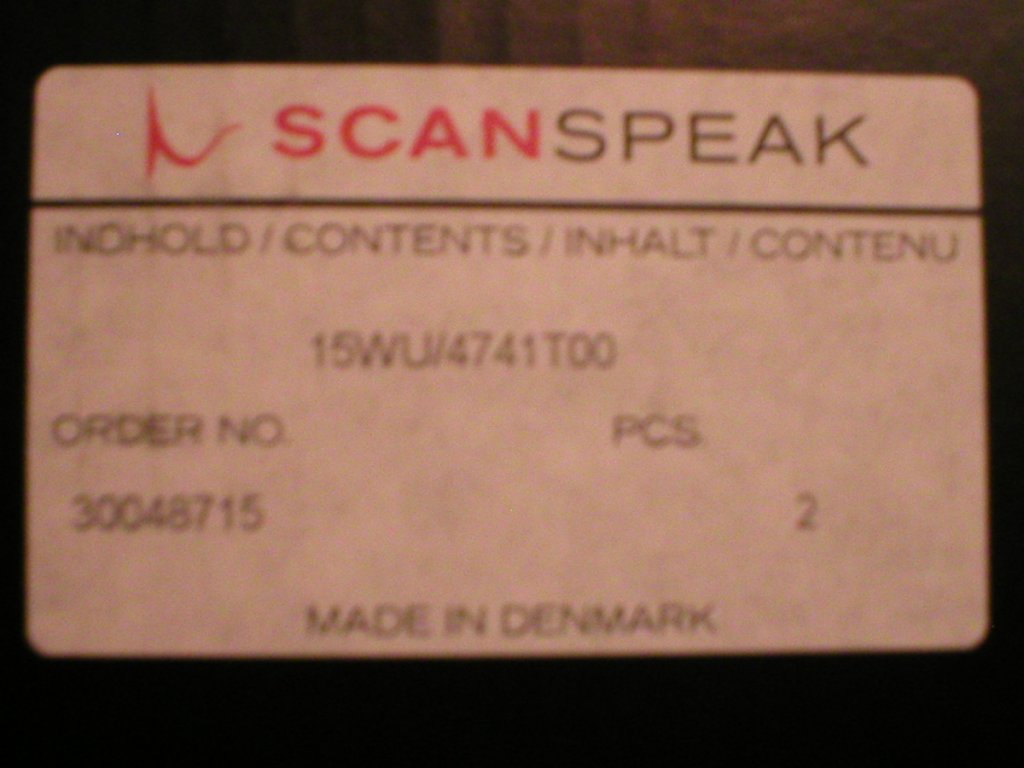 SCANSPEAK
INDHOLD / CONTENTS / INHALT / CONTENU
15WU/4741T00
ORDER NO. PCS.
30048715 2
MADE IN DENMARK